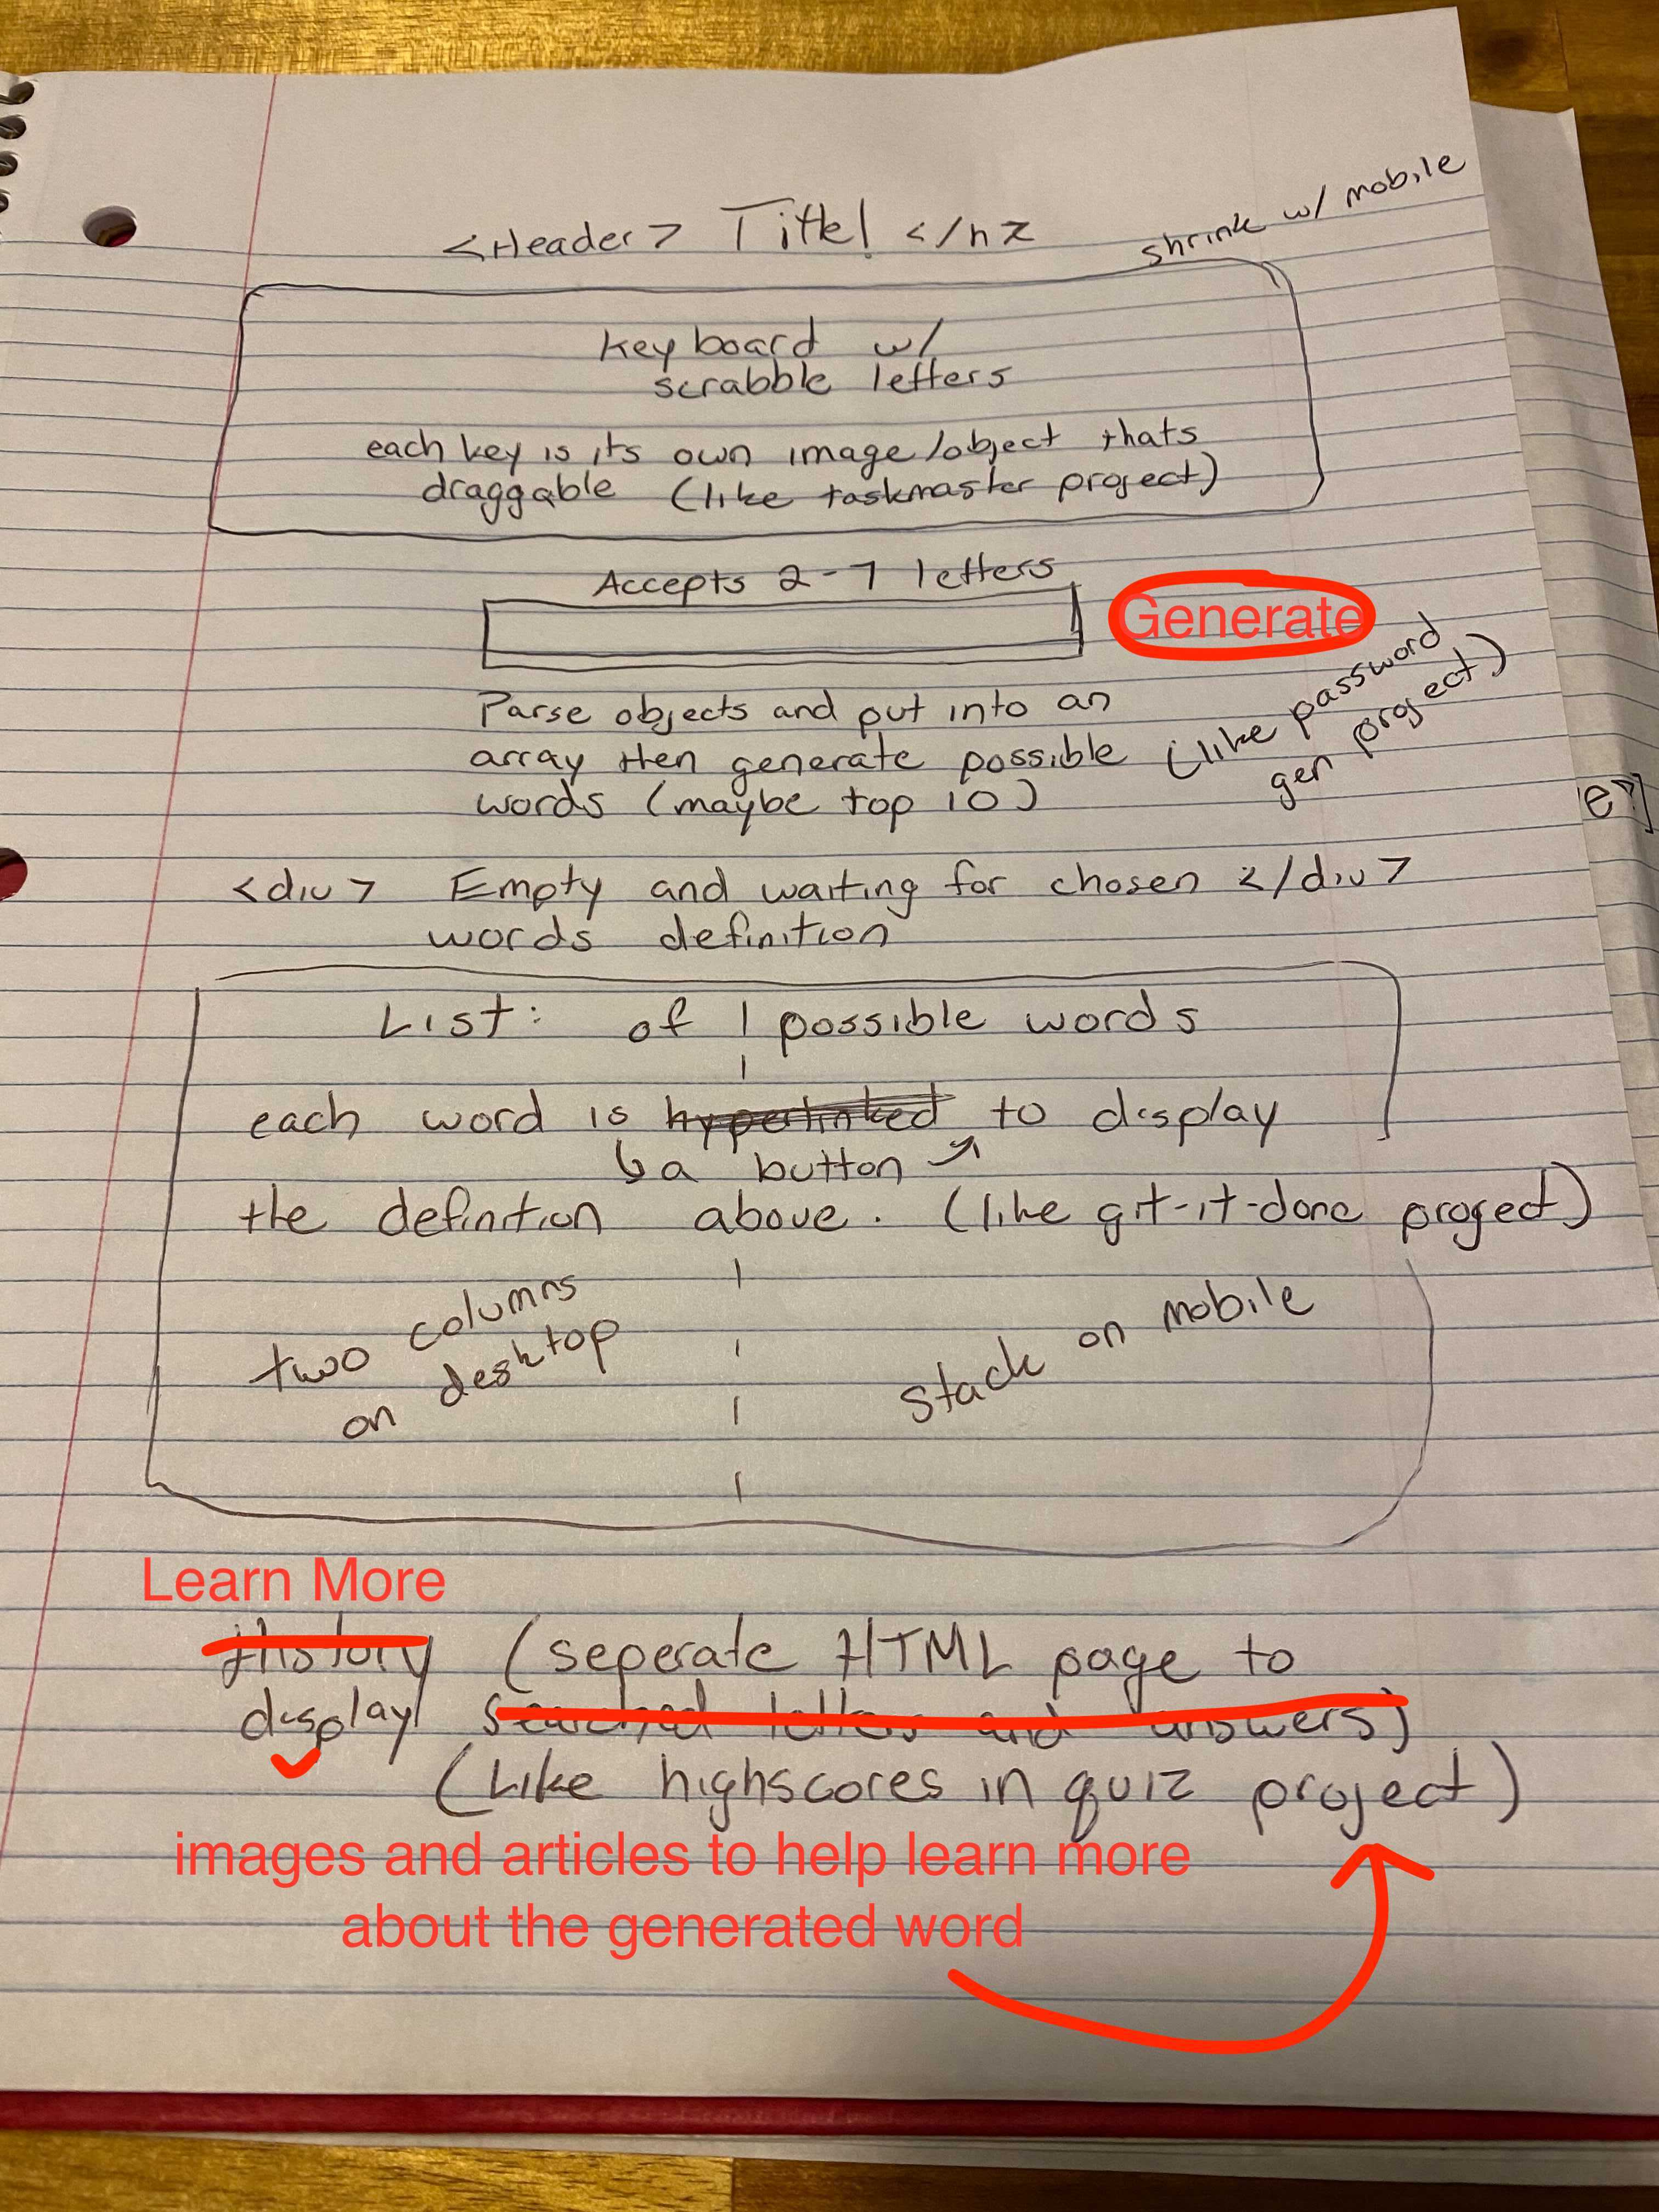 <Header> Title! </hz
shrink w/ mobile
keyboard w/
scrabble letters
each key is its own image/object thats
draggable (like taskmaster project)
Accepts 2-7 letters
Generate
Parse objects and put into an
array then generate possible
words (maybe top 10)
(like password
gen project)
e"]
<div> Empty and waiting for chosen </div>
words definition
List: of possible words
each word is hyperlinked to display
a button
the definition above. (like git-it-done project)
two columns
on desktop
stack on mobile
Learn More
History (seperate HTML page to
display searched letters and answers)
(Like highscores in quiz project)
images and articles to help learn more
about the generated word